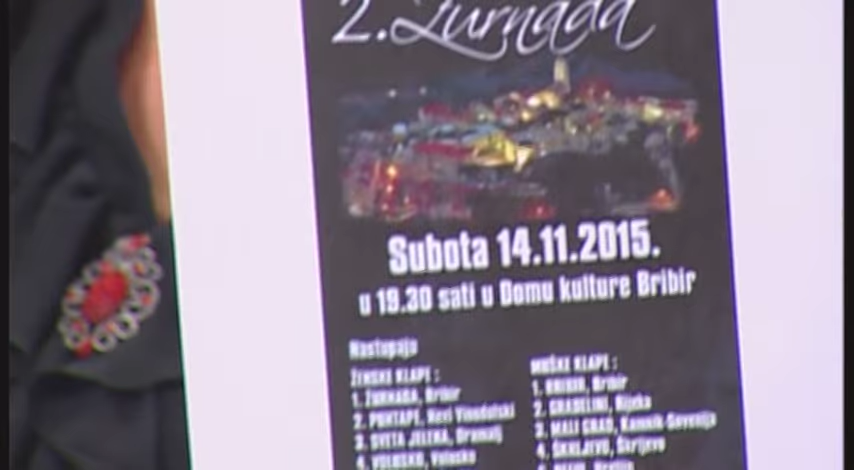 2. Žurnada
Subota 14.11.2015.
u 19.30 sati u Domu kulture Bribir
Nastupaju
ŽENSKE KLAPE :
1. ŽURNADA, Bribir
2. PUNTAPE, Novi Vinodolski
3. SVETA JELENA, Dramalj
4. VOLOSKO, Volosko
MUŠKE KLAPE :
1. BRIBIR, Bribir
2. GRADELINI, Rijeka
3. MALI GRAD, Kamnik-Slovenija
4. ŠKRLJEVO, Škrljevo